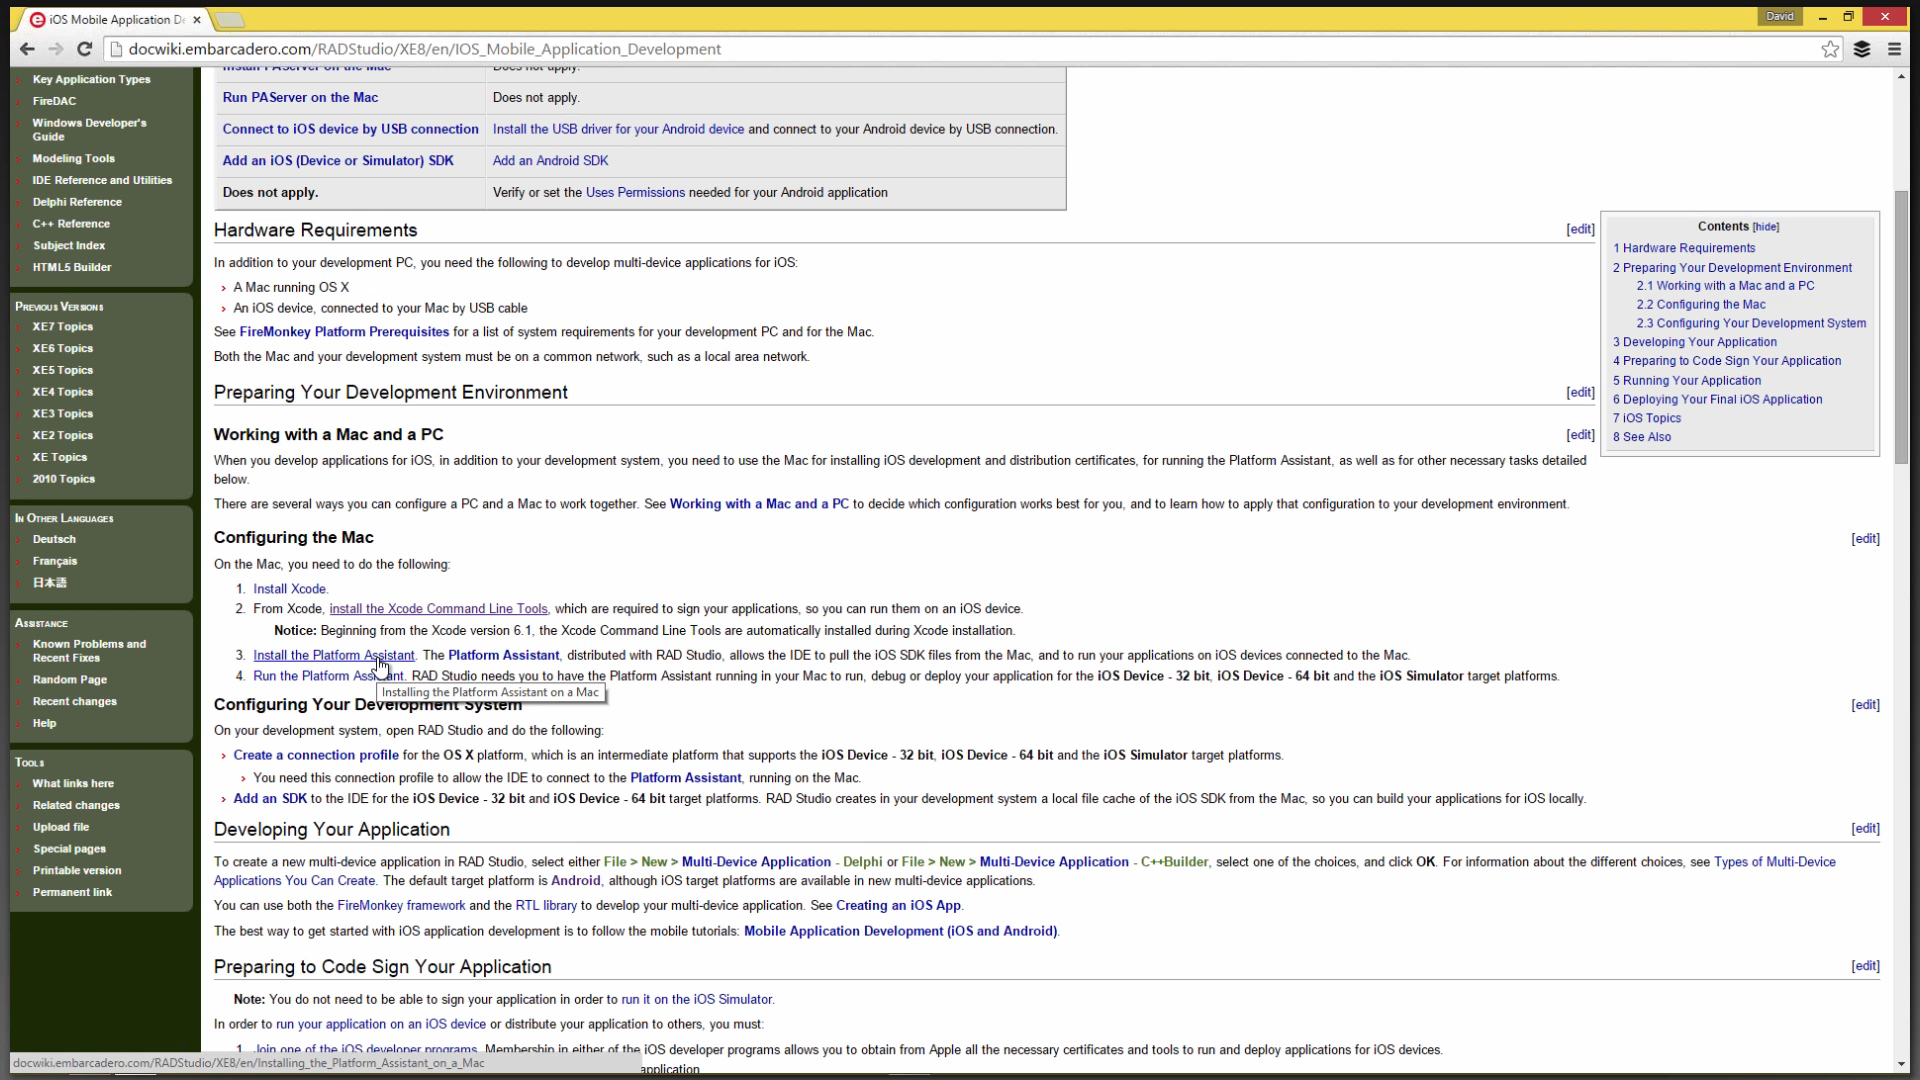 iOS Mobile Application De
David
docwiki.embarcadero.com/RADStudio/XE8/en/IOS_Mobile_Application_Development
Key Application Types
FireDAC
Windows Developer's
Guide
Modeling Tools
IDE Reference and Utilities
Delphi Reference
C++ Reference
Subject Index
HTML5 Builder
Previous Versions
XE7 Topics
XE6 Topics
XE5 Topics
XE4 Topics
XE3 Topics
XE2 Topics
XE Topics
2010 Topics
In Other Languages
Deutsch
Français
日本語
Assistance
Known Problems and
Recent Fixes
Random Page
Recent changes
Help
Tools
What links here
Related changes
Upload file
Special pages
Printable version
Permanent link
Install PAServer on the Mac Does not apply.
Run PAServer on the Mac Does not apply.
Connect to iOS device by USB connection Install the USB driver for your Android device and connect to your Android device by USB connection.
Add an iOS (Device or Simulator) SDK Add an Android SDK
Does not apply. Verify or set the Uses Permissions needed for your Android application
Hardware Requirements [edit]
In addition to your development PC, you need the following to develop multi-device applications for iOS:
› A Mac running OS X
› An iOS device, connected to your Mac by USB cable
See FireMonkey Platform Prerequisites for a list of system requirements for your development PC and for the Mac.
Both the Mac and your development system must be on a common network, such as a local area network.
Preparing Your Development Environment [edit]
Working with a Mac and a PC [edit]
When you develop applications for iOS, in addition to your development system, you need to use the Mac for installing iOS development and distribution certificates, for running the Platform Assistant, as well as for other necessary tasks detailed
below.
There are several ways you can configure a PC and a Mac to work together. See Working with a Mac and a PC to decide which configuration works best for you, and to learn how to apply that configuration to your development environment.
Configuring the Mac [edit]
On the Mac, you need to do the following:
1. Install Xcode.
2. From Xcode, install the Xcode Command Line Tools, which are required to sign your applications, so you can run them on an iOS device.
Notice: Beginning from the Xcode version 6.1, the Xcode Command Line Tools are automatically installed during Xcode installation.
3. Install the Platform Assistant. The Platform Assistant, distributed with RAD Studio, allows the IDE to pull the iOS SDK files from the Mac, and to run your applications on iOS devices connected to the Mac.
4. Run the Platform Assistant. RAD Studio needs you to have the Platform Assistant running in your Mac to run, debug or deploy your application for the iOS Device - 32 bit, iOS Device - 64 bit and the iOS Simulator target platforms.
Installing the Platform Assistant on a Mac
Configuring Your Development System [edit]
On your development system, open RAD Studio and do the following:
› Create a connection profile for the OS X platform, which is an intermediate platform that supports the iOS Device - 32 bit, iOS Device - 64 bit and the iOS Simulator target platforms.
› You need this connection profile to allow the IDE to connect to the Platform Assistant, running on the Mac.
› Add an SDK to the IDE for the iOS Device - 32 bit and iOS Device - 64 bit target platforms. RAD Studio creates in your development system a local file cache of the iOS SDK from the Mac, so you can build your applications for iOS locally.
Developing Your Application [edit]
To create a new multi-device application in RAD Studio, select either File > New > Multi-Device Application - Delphi or File > New > Multi-Device Application - C++Builder, select one of the choices, and click OK. For information about the different choices, see Types of Multi-Device
Applications You Can Create. The default target platform is Android, although iOS target platforms are available in new multi-device applications.
You can use both the FireMonkey framework and the RTL library to develop your multi-device application. See Creating an iOS App.
The best way to get started with iOS application development is to follow the mobile tutorials: Mobile Application Development (iOS and Android).
Preparing to Code Sign Your Application [edit]
Note: You do not need to be able to sign your application in order to run it on the iOS Simulator.
In order to run your application on an iOS device or distribute your application to others, you must:
1. Join one of the iOS developer programs. Membership in either of the iOS developer programs allows you to obtain from Apple all the necessary certificates and tools to run and deploy applications for iOS devices.
application
Contents [hide]
1 Hardware Requirements
2 Preparing Your Development Environment
2.1 Working with a Mac and a PC
2.2 Configuring the Mac
2.3 Configuring Your Development System
3 Developing Your Application
4 Preparing to Code Sign Your Application
5 Running Your Application
6 Deploying Your Final iOS Application
7 iOS Topics
8 See Also
docwiki.embarcadero.com/RADStudio/XE8/en/Installing_the_Platform_Assistant_on_a_Mac